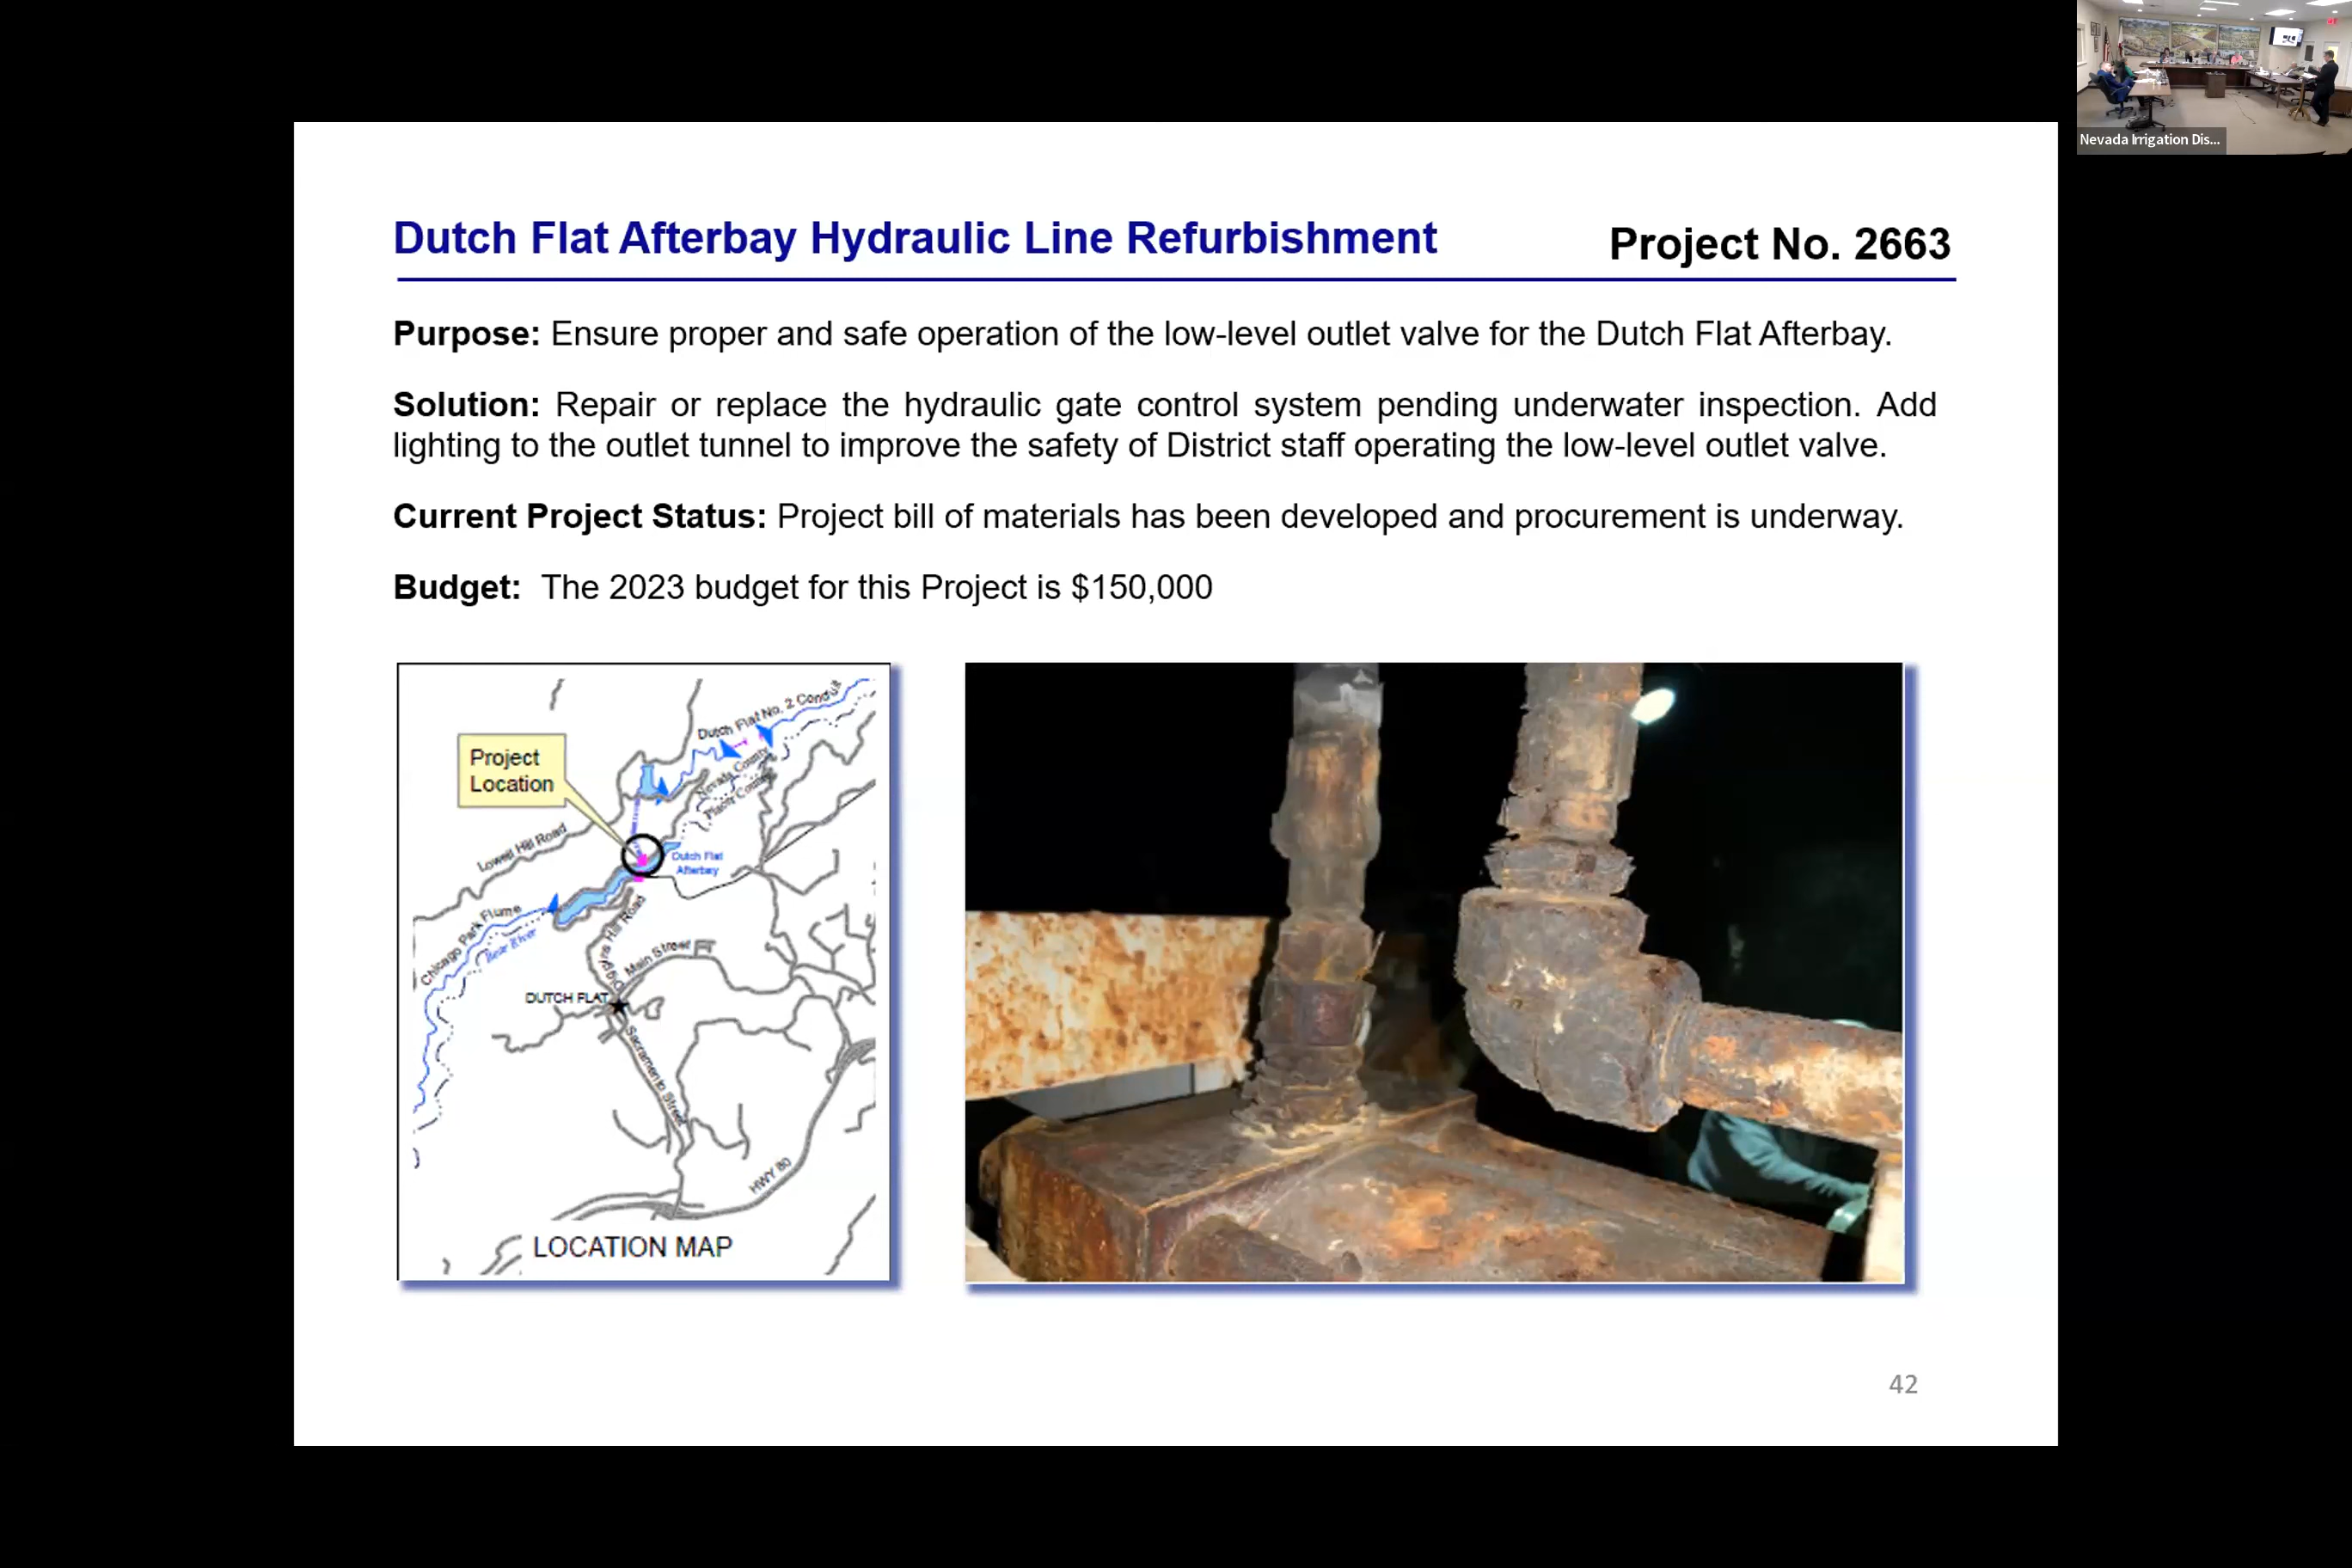 Nevada Irrigation Dis...
Dutch Flat Afterbay Hydraulic Line Refurbishment
Project No. 2663
Purpose: Ensure proper and safe operation of the low-level outlet valve for the Dutch Flat Afterbay.
Solution: Repair or replace the hydraulic gate control system pending underwater inspection. Add
lighting to the outlet tunnel to improve the safety of District staff operating the low-level outlet valve.
Current Project Status: Project bill of materials has been developed and procurement is underway.
Budget: The 2023 budget for this Project is $150,000
Dutch Flat No. 2 Conduit
Project
Location
Nevada County
Placer County
Lowell Hill Road
Dutch Flat
Afterbay
Chicago Park Flume
Bear River
Diggins Hill Road
Main Street
DUTCH FLAT
Sacramento Street
HWY 80
LOCATION MAP
42